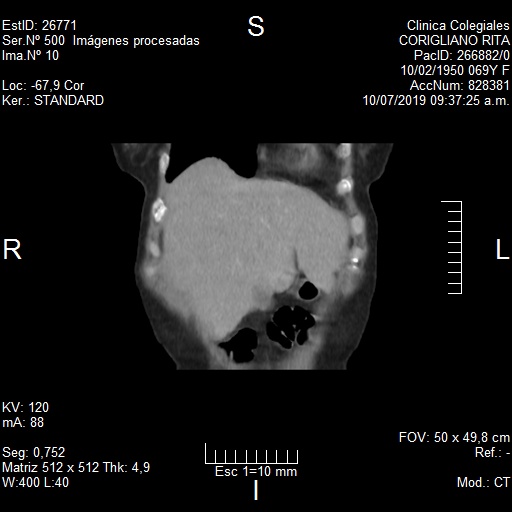 EstID: 26771
Ser.Nº 500 Imágenes procesadas
Ima.Nº 10
Loc: -67,9 Cor
Ker.: STANDARD
S
Clinica Colegiales
CORIGLIANO RITA
PacID: 266882/0
10/02/1950 069Y F
AccNum: 828381
10/07/2019 09:37:25 a.m.
R
L
KV: 120
mA: 88
Seg: 0,752
Matriz 512 x 512 Thk: 4,9
W:400 L:40
Esc 1=10 mm
I
FOV: 50 x 49,8 cm
Ref.: -
Mod.: CT